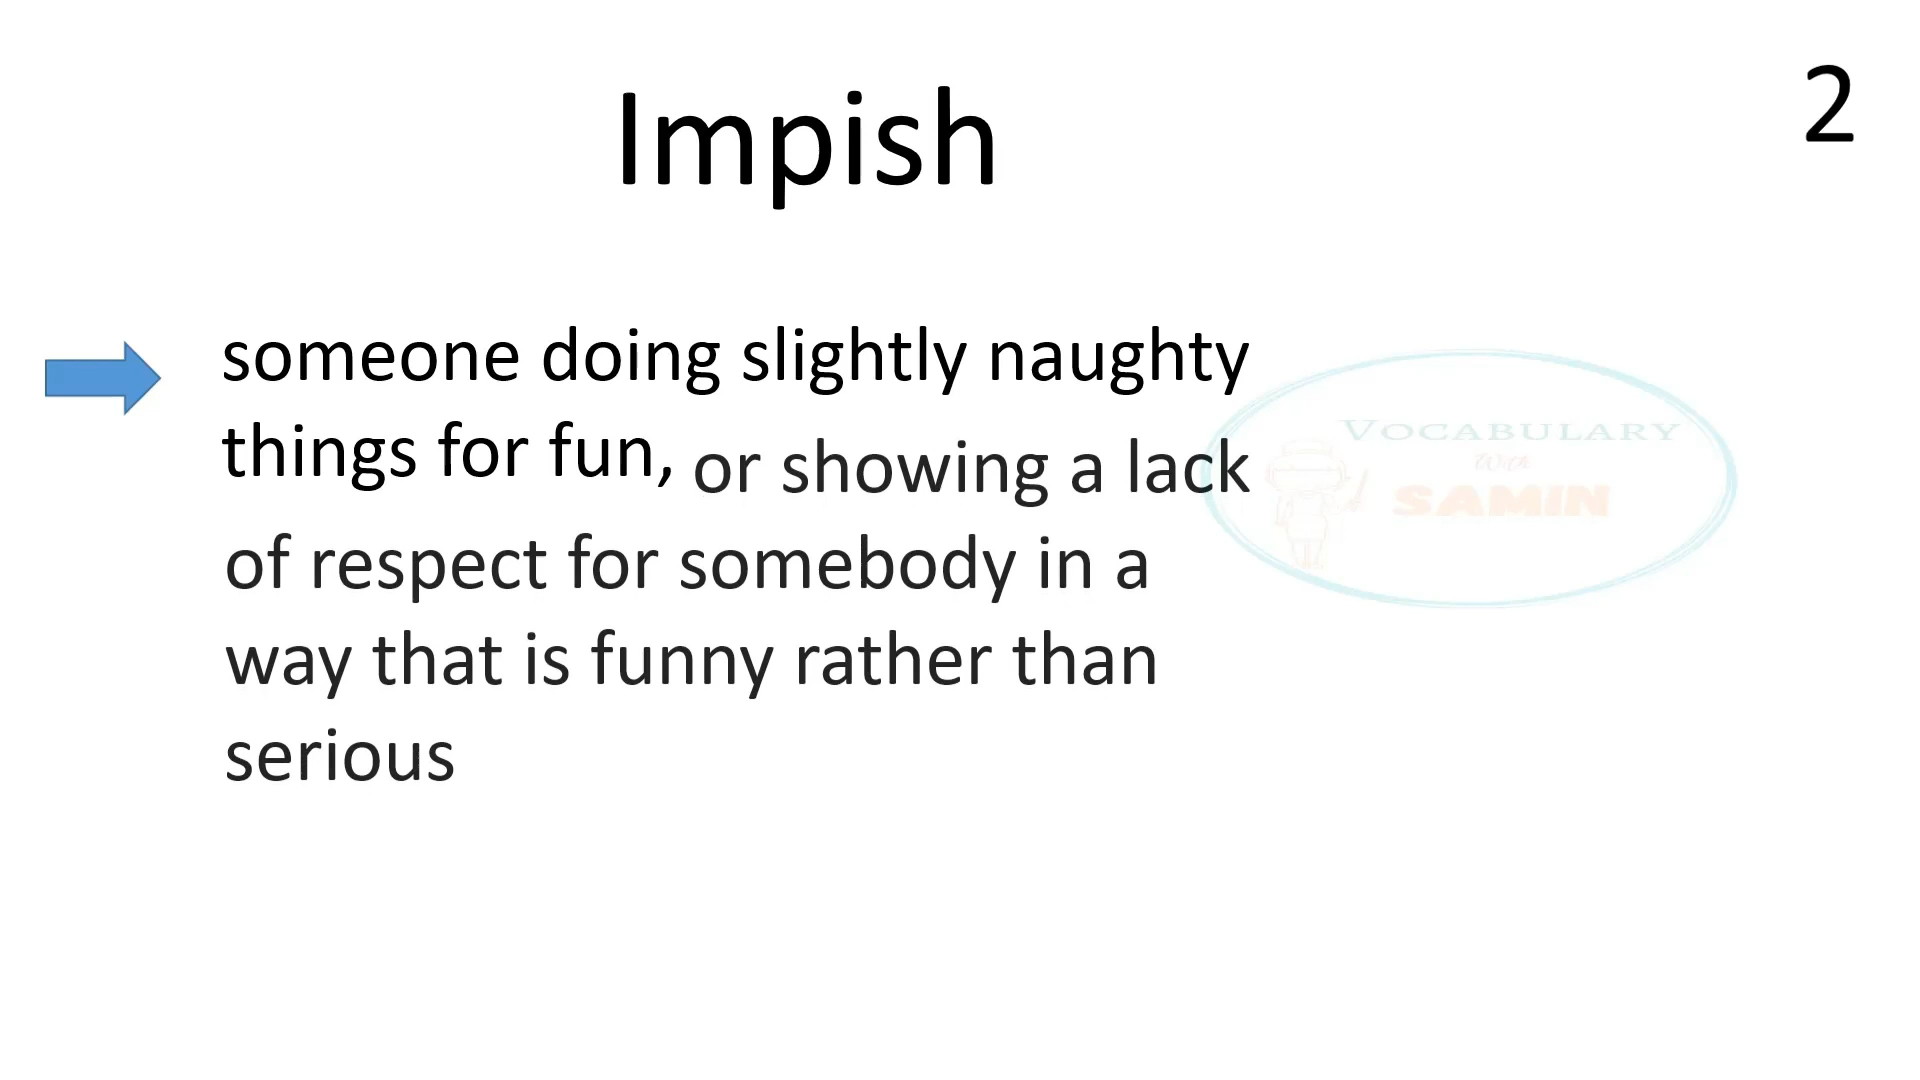 Impish
2
someone doing slightly naughty
things for fun, or showing a lack
of respect for somebody in a
way that is funny rather than
serious
VOCABULARY
With
SAMIN